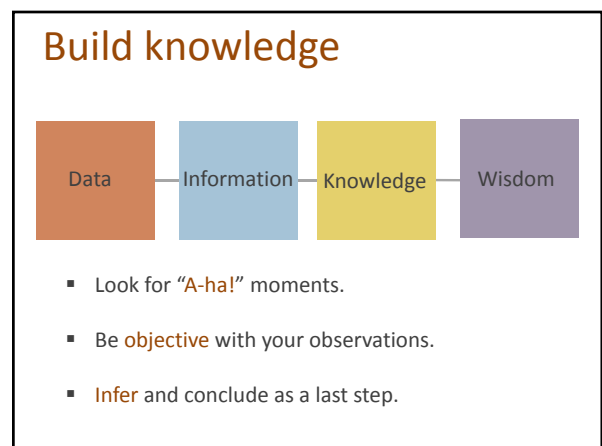 Build knowledge
Data Information Knowledge Wisdom
▪ Look for “A-ha!” moments.
▪ Be objective with your observations.
▪ Infer and conclude as a last step.